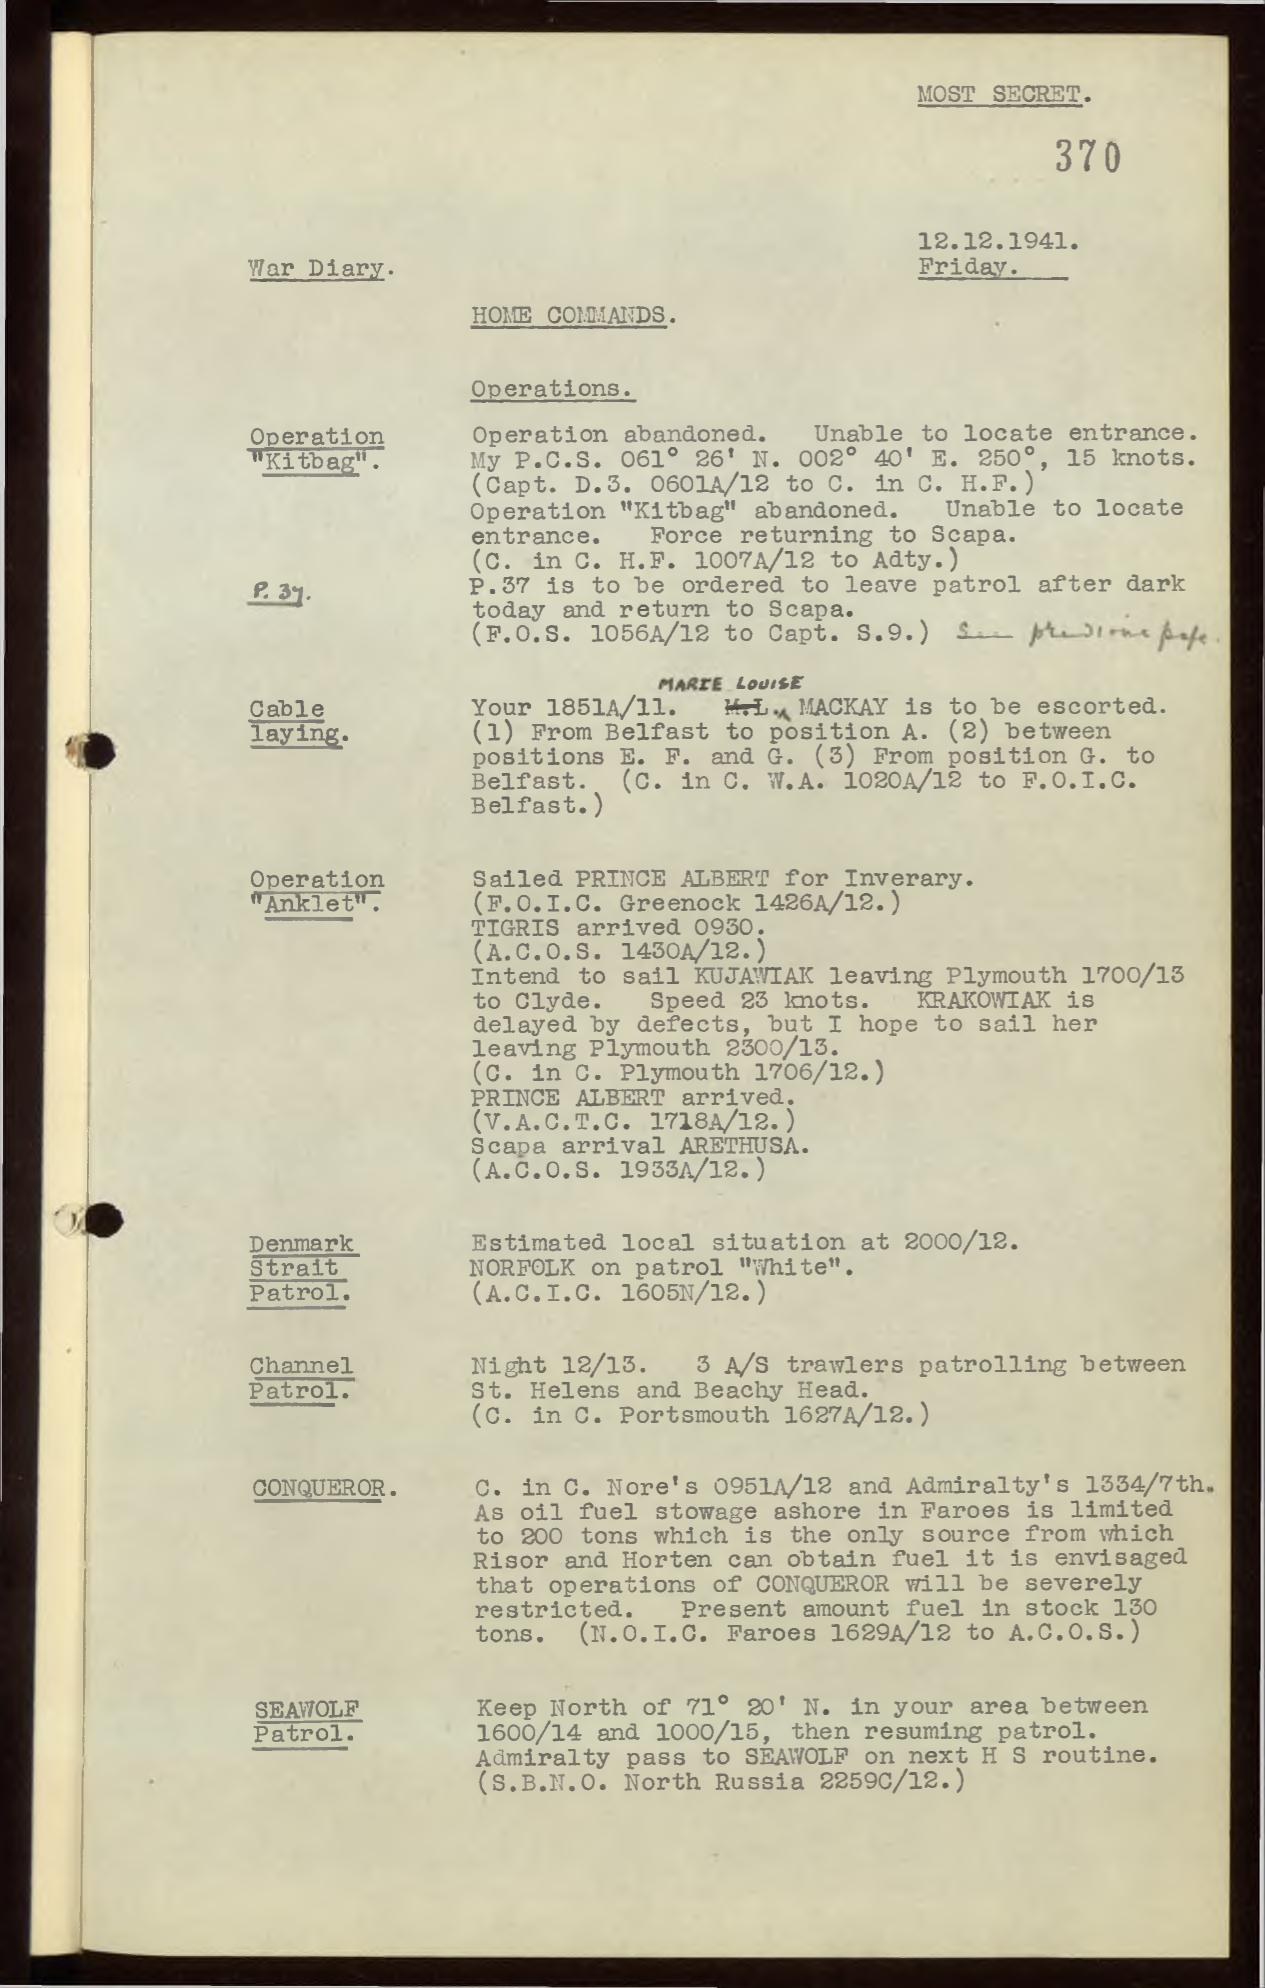 MOST SECRET.
370
12.12.1941.
War Diary. Friday.
HOME COMMANDS.
Operations.
Operation "Kitbag".
Operation abandoned. Unable to locate entrance.
My P.C.S. 061° 26' N. 002° 40' E. 250°, 15 knots.
(Capt. D.3. 0601A/12 to C. in C. H.F.)
Operation "Kitbag" abandoned. Unable to locate
entrance. Force returning to Scapa.
(C. in C. H.F. 1007A/12 to Adty.)
P. 37.
P.37 is to be ordered to leave patrol after dark
today and return to Scapa.
(F.O.S. 1056A/12 to Capt. S.9.) See previous page.
Cable
laying.
MARIE LOUISE
Your 1851A/11. M.L. MACKAY is to be escorted.
(1) From Belfast to position A. (2) between
positions E. F. and G. (3) From position G. to
Belfast. (C. in C. W.A. 1020A/12 to F.O.I.C.
Belfast.)
Operation
"Anklet".
Sailed PRINCE ALBERT for Inverary.
(F.O.I.C. Greenock 1426A/12.)
TIGRIS arrived 0930.
(A.C.O.S. 1430A/12.)
Intend to sail KUJAWIAK leaving Plymouth 1700/13
to Clyde. Speed 23 knots. KRAKOWIAK is
delayed by defects, but I hope to sail her
leaving Plymouth 2300/13.
(C. in C. Plymouth 1706/12.)
PRINCE ALBERT arrived.
(V.A.C.T.C. 1718A/12.)
Scapa arrival ARETHUSA.
(A.C.O.S. 1933A/12.)
Denmark
Strait
Patrol.
Estimated local situation at 2000/12.
NORFOLK on patrol "White".
(A.C.I.C. 1605N/12.)
Channel
Patrol.
Night 12/13. 3 A/S trawlers patrolling between
St. Helens and Beachy Head.
(C. in C. Portsmouth 1627A/12.)
CONQUEROR.
C. in C. Nore's 0951A/12 and Admiralty's 1334/7th.
As oil fuel stowage ashore in Faroes is limited
to 200 tons which is the only source from which
Risor and Horten can obtain fuel it is envisaged
that operations of CONQUEROR will be severely
restricted. Present amount fuel in stock 130
tons. (N.O.I.C. Faroes 1629A/12 to A.C.O.S.)
SEAWOLF
Patrol.
Keep North of 71° 20' N. in your area between
1600/14 and 1000/15, then resuming patrol.
Admiralty pass to SEAWOLF on next H S routine.
(S.B.N.O. North Russia 2259C/12.)